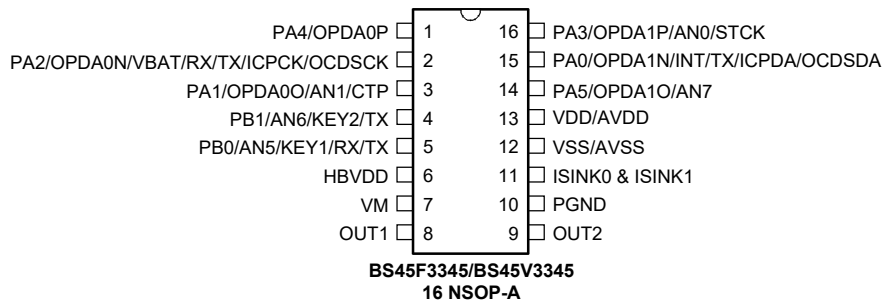 PA4/OPDA0P 1 16 PA3/OPDA1P/AN0/STCK
PA2/OPDA0N/VBAT/RX/TX/ICPCK/OCDSCK 2 15 PA0/OPDA1N/INT/TX/ICPDA/OCDSDA
PA1/OPDA0O/AN1/CTP 3 14 PA5/OPDA1O/AN7
PB1/AN6/KEY2/TX 4 13 VDD/AVDD
PB0/AN5/KEY1/RX/TX 5 12 VSS/AVSS
HBVDD 6 11 ISINK0 & ISINK1
VM 7 10 PGND
OUT1 8 9 OUT2
BS45F3345/BS45V3345
16 NSOP-A